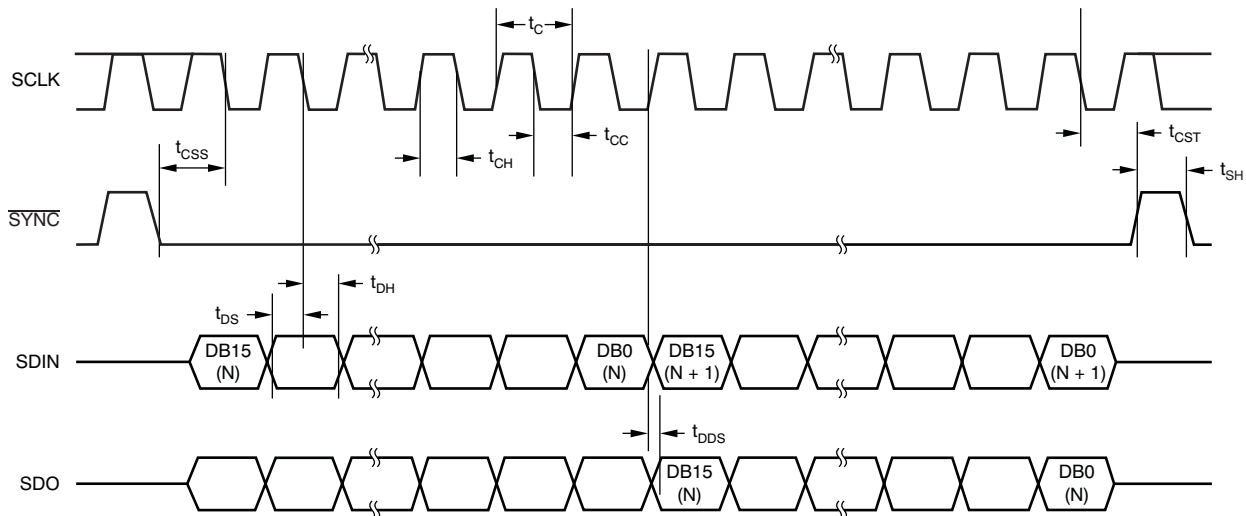 t_C
SCLK
t_CSS
t_CH
t_CC
t_CST
t_SH
SYNC
t_DH
t_DS
SDIN
DB15
(N)
DB0
(N)
DB15
(N + 1)
DB0
(N + 1)
t_DDS
SDO
DB15
(N)
DB0
(N)